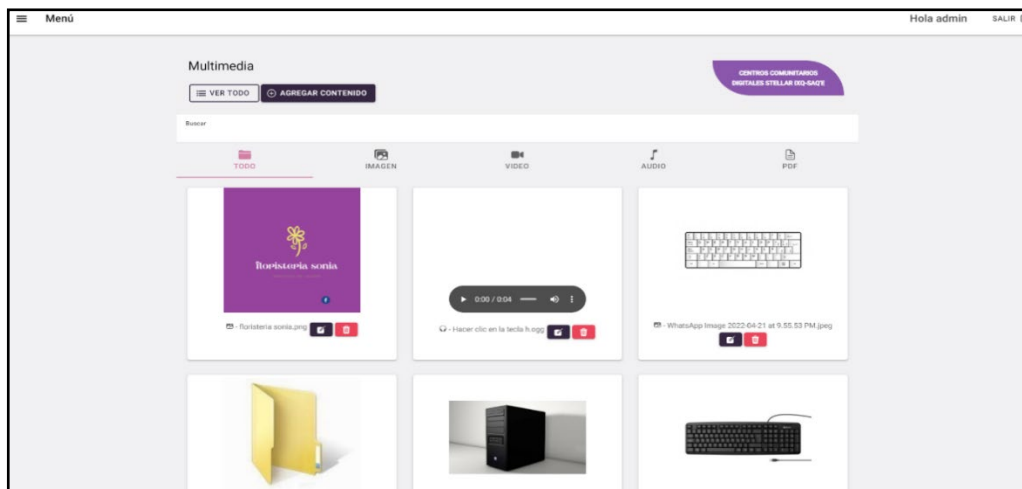 Menú
Hola admin
SALIR
Multimedia
CENTROS COMUNITARIOS
DIGITALES STELLAR IXQ-SAQ'E
VER TODO
AGREGAR CONTENIDO
Buscar
TODO
IMAGEN
VIDEO
AUDIO
PDF
floristeria sonia
0:00 / 0:04
- floristeria sonia.png
- Hacer clic en la tecla h.ogg
- WhatsApp Image 2022-04-21 at 9.55.53 PM.jpeg